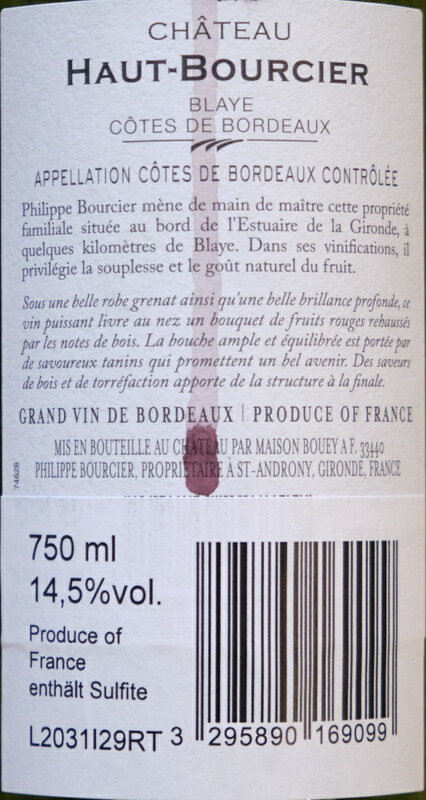 CHÂTEAU
HAUT-BOURCIER
BLAYE
CÔTES DE BORDEAUX
APPELLATION CÔTES DE BORDEAUX CONTRÔLÉE
Philippe Bourcier mène de main de maître cette propriété
familiale située au bord de l'Estuaire de la Gironde, à
quelques kilomètres de Blaye. Dans ses vinifications, il
privilégie la souplesse et le goût naturel du fruit.
Sous une belle robe grenat ainsi qu'une belle brillance profonde, ce
vin puissant livre au nez un bouquet de fruits rouges rehaussés
par les notes de bois. La bouche ample et équilibrée est portée par
de savoureux tanins qui promettent un bel avenir. Des saveurs
de bois et de torréfaction apporte de la structure à la finale.
GRAND VIN DE BORDEAUX | PRODUCE OF FRANCE
MIS EN BOUTEILLE AU CHÂTEAU PAR MAISON BOUEY A F. 33440
PHILIPPE BOURCIER, PROPRIÉTAIRE À ST-ANDRONY, GIRONDE, FRANCE
74628
750 ml
14,5%vol.
Produce of
France
enthält Sulfite
L2031I29RT
3 295890 169099